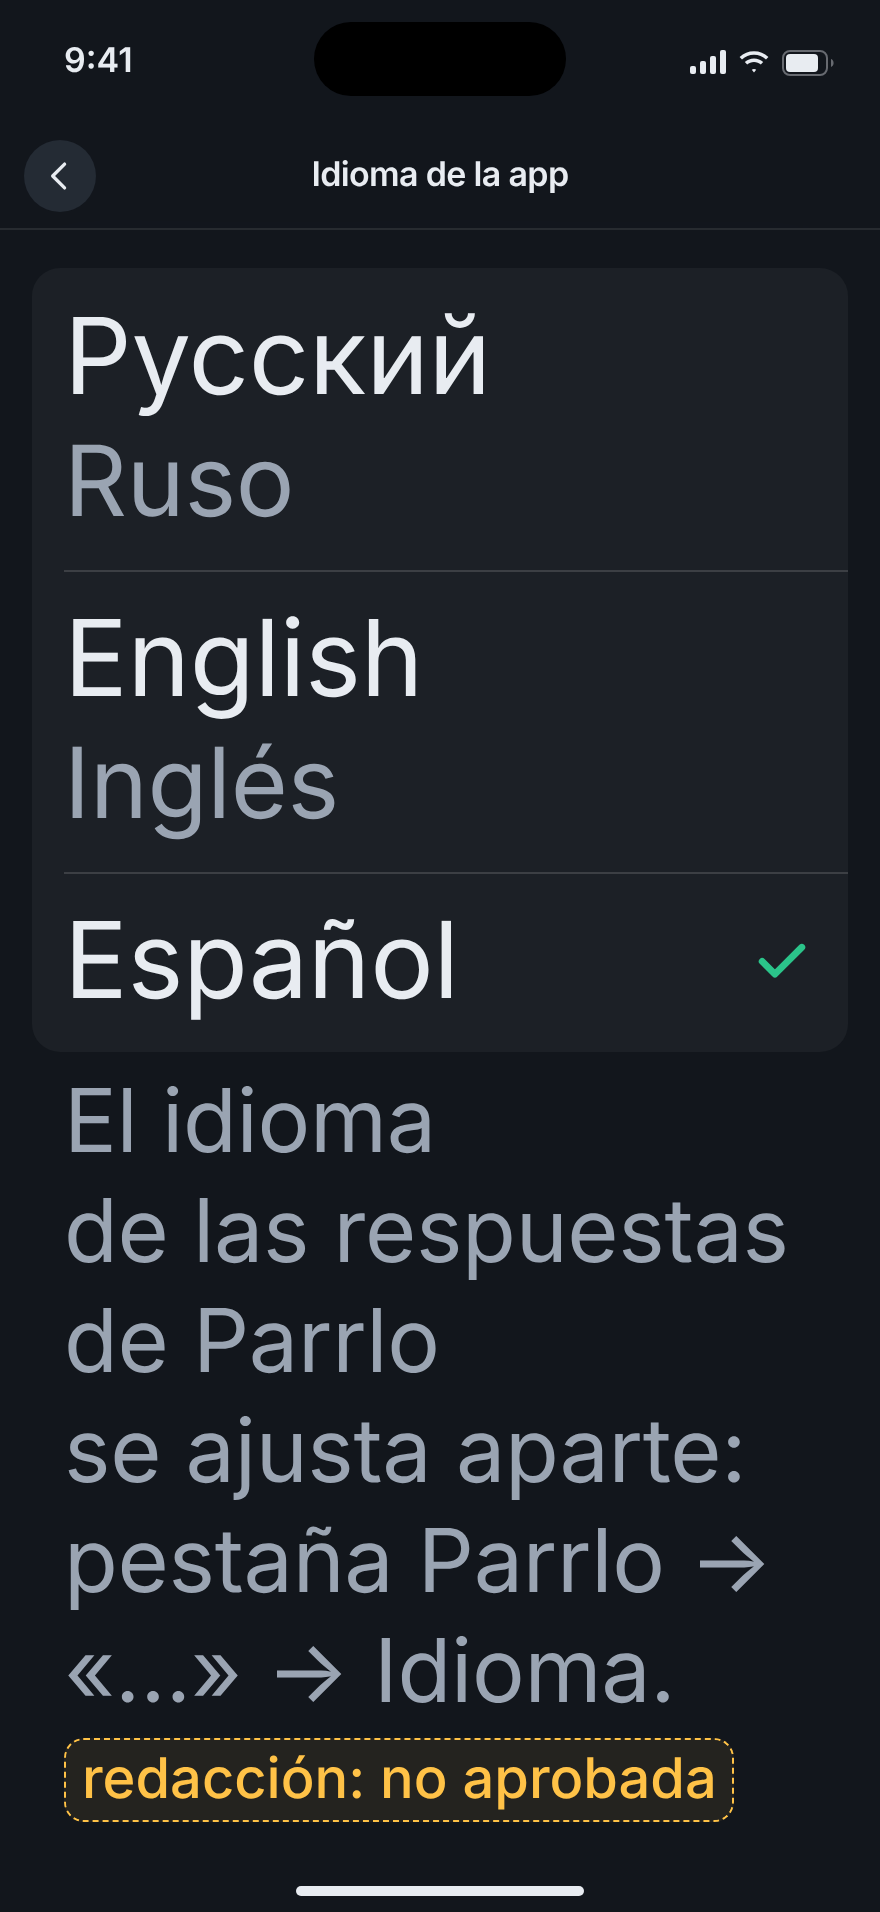 9:41
Idioma de la app
Русский
Ruso
English
Inglés
Español
El idioma
de las respuestas
de Parrlo
se ajusta aparte:
pestaña Parrlo →
«…» → Idioma.
redacción: no aprobada